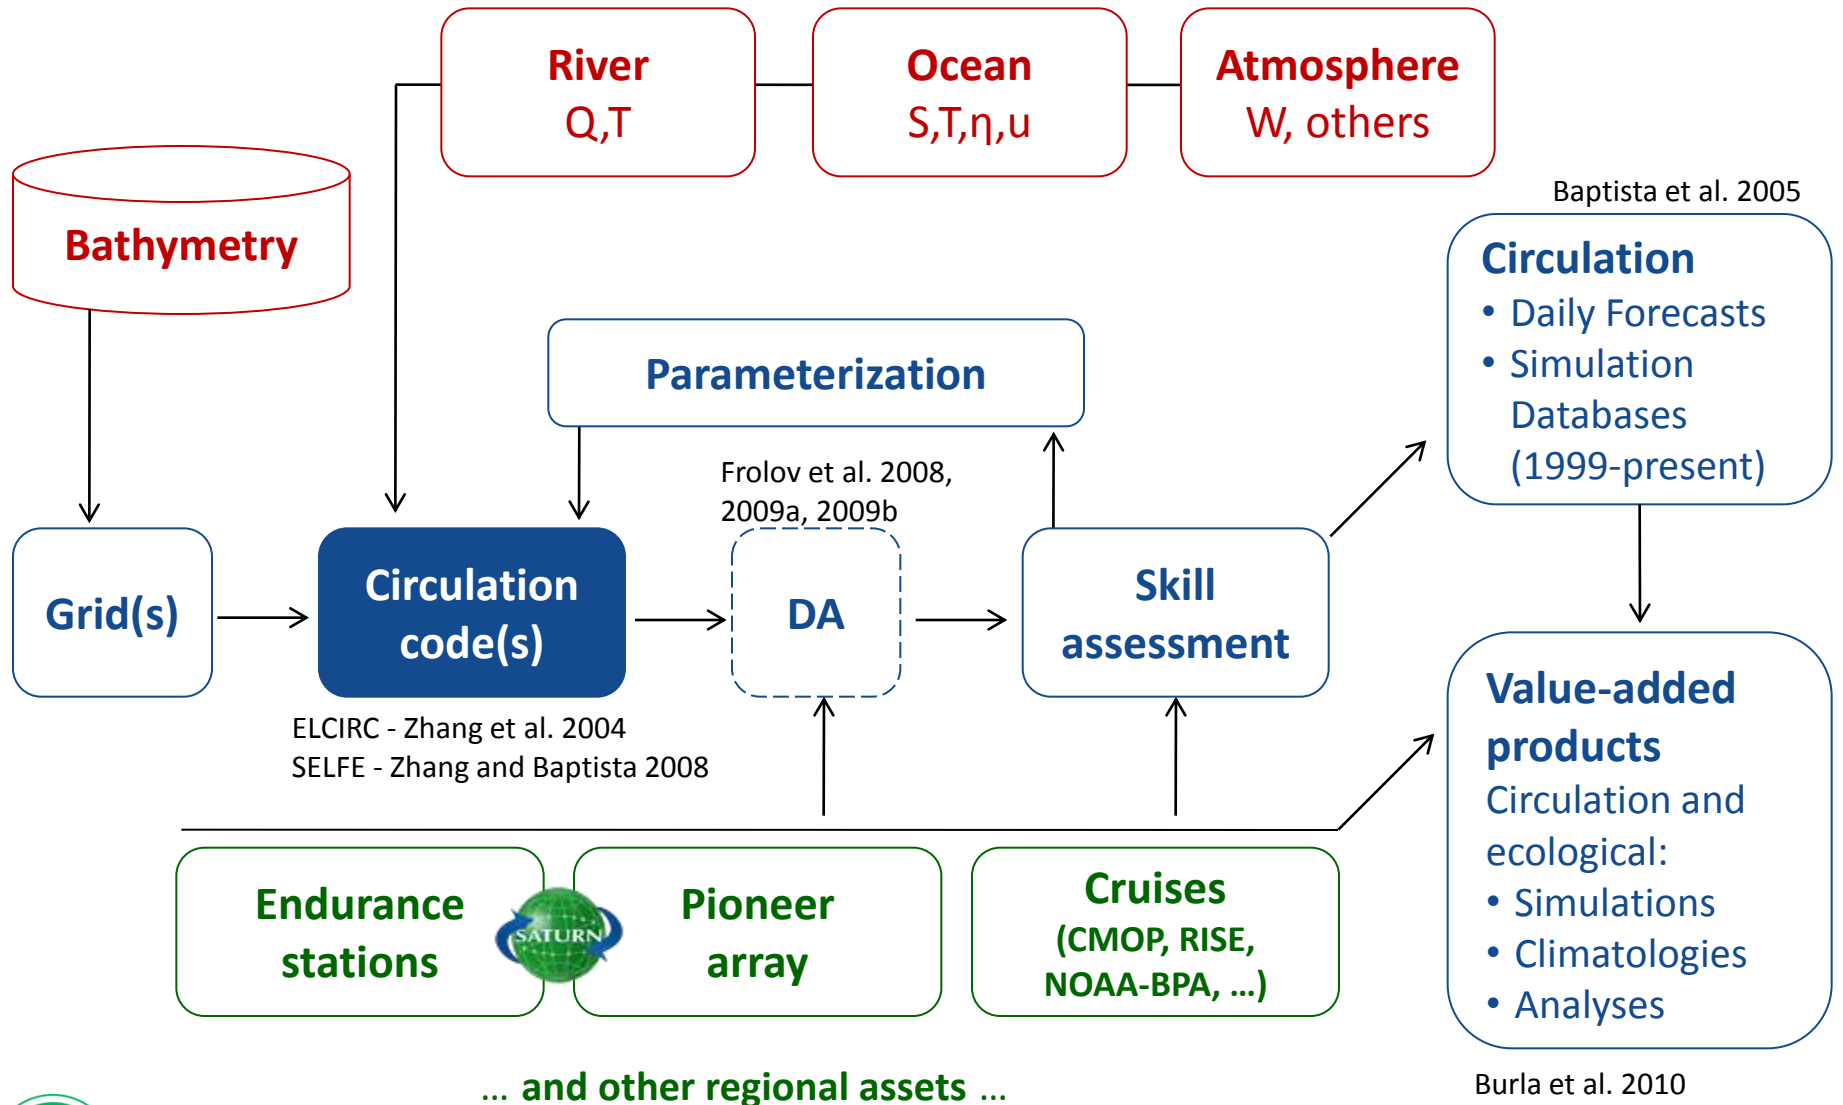 River
Q,T
Ocean
S,T,η,u
Atmosphere
W, others
Bathymetry
Baptista et al. 2005
Circulation
• Daily Forecasts
• Simulation
Databases
(1999-present)
Parameterization
Frolov et al. 2008,
2009a, 2009b
Grid(s)
Circulation
code(s)
DA
Skill
assessment
ELCIRC - Zhang et al. 2004
SELFE - Zhang and Baptista 2008
Value-added
products
Circulation and
ecological:
• Simulations
• Climatologies
• Analyses
Endurance
stations
SATURN
Pioneer
array
Cruises
(CMOP, RISE,
NOAA-BPA, ...)
... and other regional assets ...
Burla et al. 2010